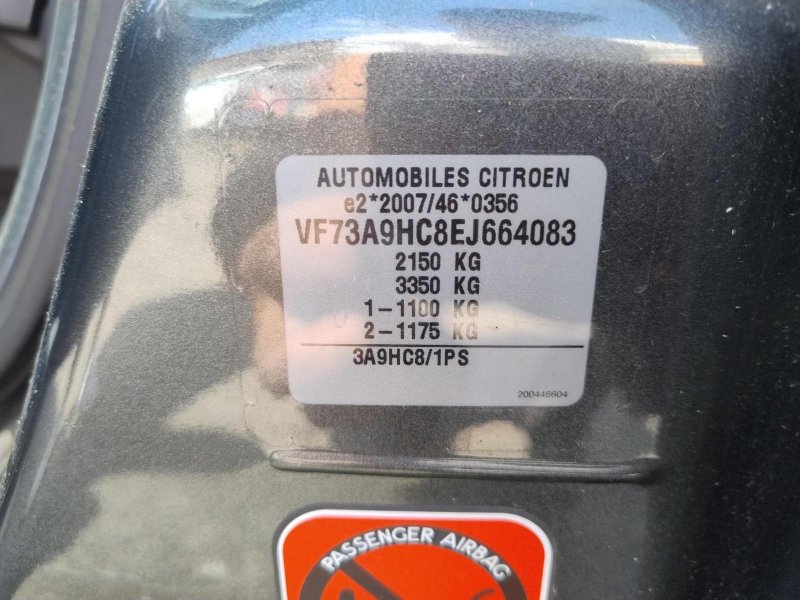 AUTOMOBILES CITROEN
e2*2007/46*0356
VF73A9HC8EJ664083
2150 KG
3350 KG
1-1100 KG
2-1175 KG
3A9HC8/1PS
200446604
PASSENGER AIRBAG